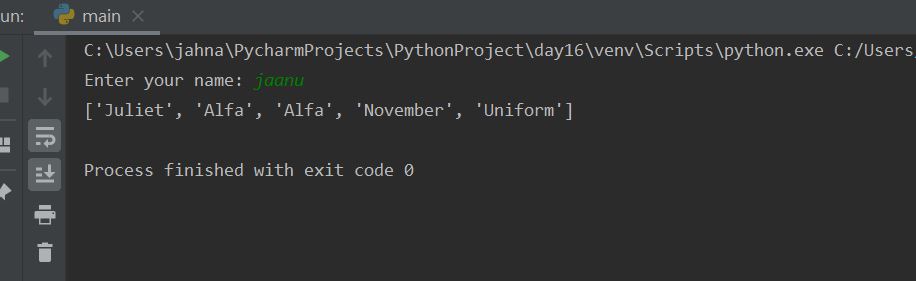 un:
main
C:\Users\jahna\PycharmProjects\PythonProject\day16\venv\Scripts\python.exe C:/Users/
Enter your name: jaanu
['Juliet', 'Alfa', 'Alfa', 'November', 'Uniform']
Process finished with exit code 0